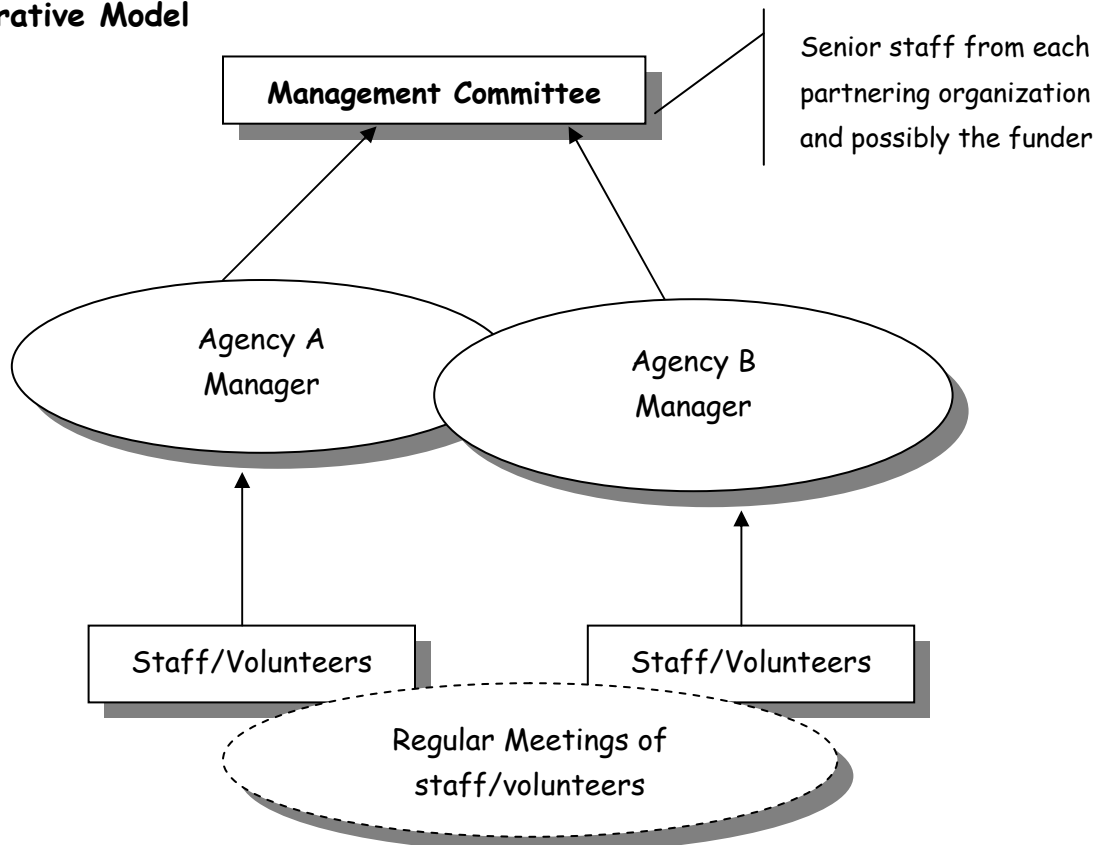 rative Model
Management Committee
Senior staff from each
partnering organization
and possibly the funder
Agency A
Manager
Agency B
Manager
Staff/Volunteers
Staff/Volunteers
Regular Meetings of
staff/volunteers